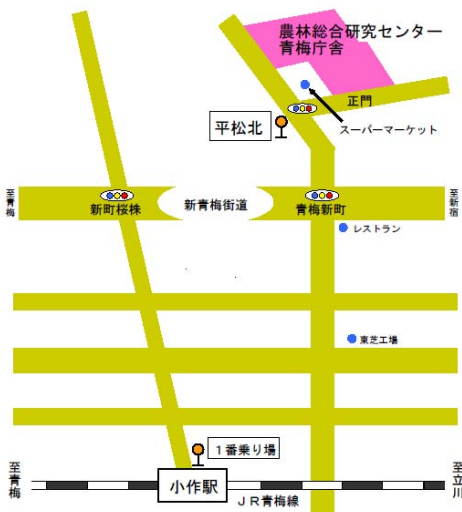 農林総合研究センター
青梅庁舎
正門
平松北
スーパーマーケット
至青梅
新町桜株
新青梅街道
青梅新町
至新宿
レストラン
東芝工場
1番乗り場
至青梅
小作駅
JR青梅線
至立川